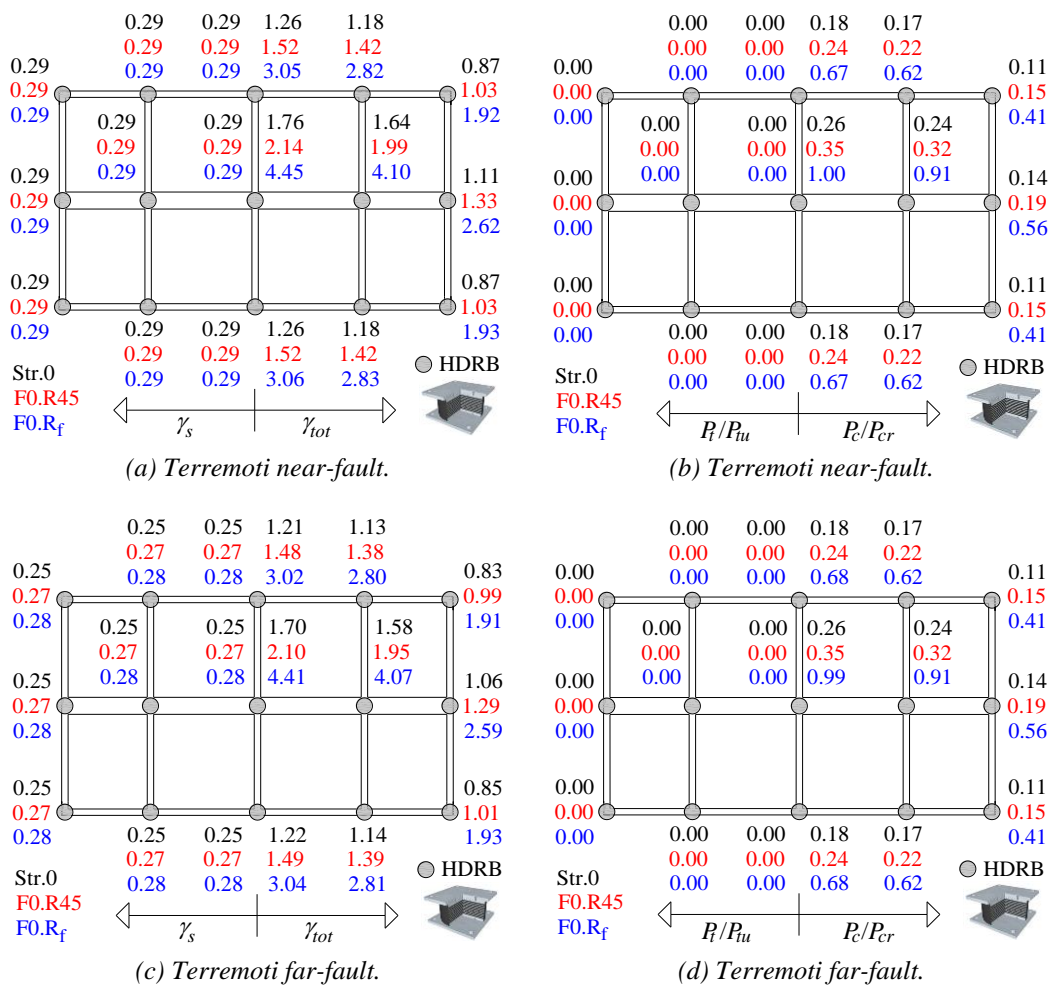 0.29 0.29 1.26 1.18
0.29 0.29 1.52 1.42
0.29 0.29 3.05 2.82
0.29 0.87
0.29 1.03
0.29 1.92
0.29 0.29 1.76 1.64
0.29 0.29 2.14 1.99
0.29 0.29 4.45 4.10
0.29 1.11
0.29 1.33
0.29 2.62
0.29 0.87
0.29 1.03
0.29 1.93
0.29 0.29 1.26 1.18
0.29 0.29 1.52 1.42
0.29 0.29 3.06 2.83
HDRB
Str.0
F0.R45
F0.Rf
γs γtot
(a) Terremoti near-fault.
0.00 0.00 0.18 0.17
0.00 0.00 0.24 0.22
0.00 0.00 0.67 0.62
0.00 0.11
0.00 0.15
0.00 0.41
0.00 0.00 0.26 0.24
0.00 0.00 0.35 0.32
0.00 0.00 1.00 0.91
0.00 0.14
0.00 0.19
0.00 0.56
0.00 0.11
0.00 0.15
0.00 0.41
0.00 0.00 0.18 0.17
0.00 0.00 0.24 0.22
0.00 0.00 0.67 0.62
HDRB
Str.0
F0.R45
F0.Rf
Pt/Ptu Pc/Pcr
(b) Terremoti near-fault.
0.25 0.25 1.21 1.13
0.27 0.27 1.48 1.38
0.28 0.28 3.02 2.80
0.25 0.83
0.27 0.99
0.28 1.91
0.25 0.25 1.70 1.58
0.27 0.27 2.10 1.95
0.28 0.28 4.41 4.07
0.25 1.06
0.27 1.29
0.28 2.59
0.25 0.85
0.27 1.01
0.28 1.93
0.25 0.25 1.22 1.14
0.27 0.27 1.49 1.39
0.28 0.28 3.04 2.81
HDRB
Str.0
F0.R45
F0.Rf
γs γtot
(c) Terremoti far-fault.
0.00 0.00 0.18 0.17
0.00 0.00 0.24 0.22
0.00 0.00 0.68 0.62
0.00 0.11
0.00 0.15
0.00 0.41
0.00 0.00 0.26 0.24
0.00 0.00 0.35 0.32
0.00 0.00 0.99 0.91
0.00 0.14
0.00 0.19
0.00 0.56
0.00 0.11
0.00 0.15
0.00 0.41
0.00 0.00 0.18 0.17
0.00 0.00 0.24 0.22
0.00 0.00 0.68 0.62
HDRB
Str.0
F0.R45
F0.Rf
Pt/Ptu Pc/Pcr
(d) Terremoti far-fault.